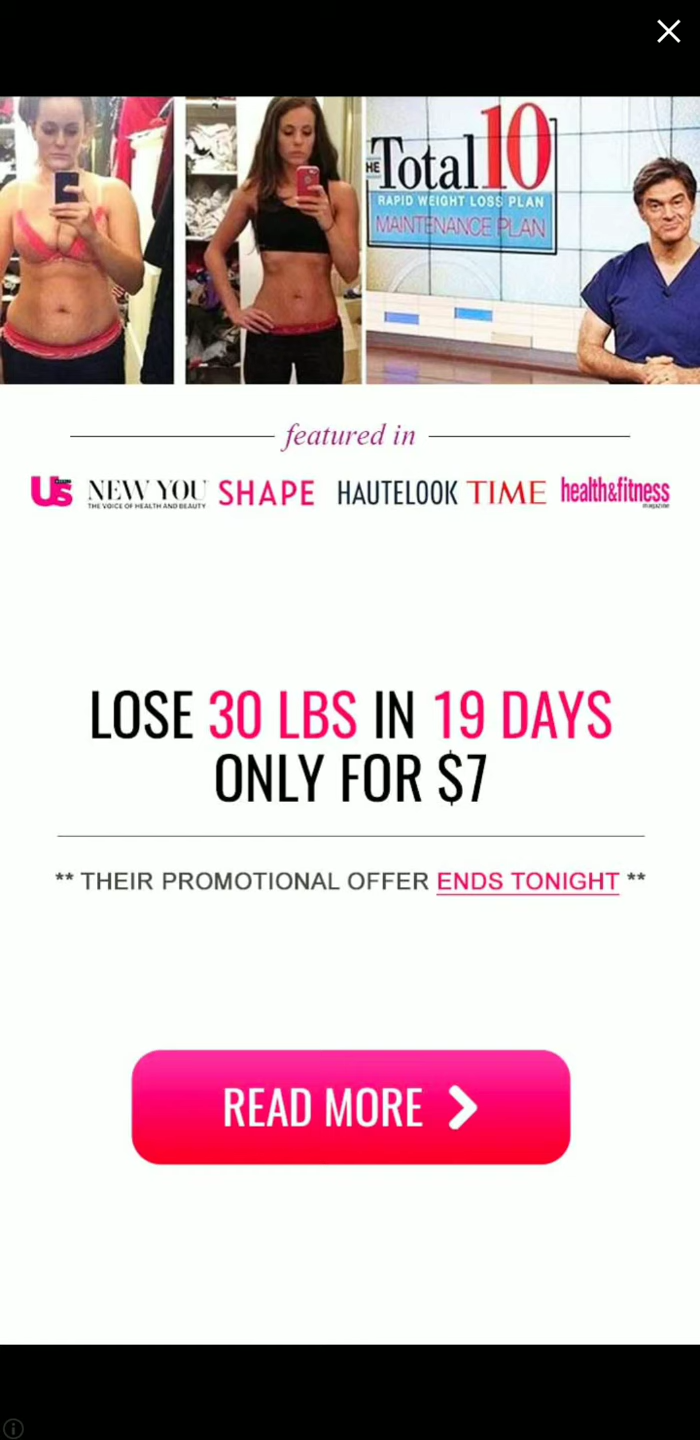 THE Total 10
RAPID WEIGHT LOSS PLAN
MAINTENANCE PLAN
featured in
Us NEW YOU SHAPE HAUTELOOK TIME health&fitness
THE VOICE OF HEALTH AND BEAUTY magazine
LOSE 30 LBS IN 19 DAYS
ONLY FOR $7
** THEIR PROMOTIONAL OFFER ENDS TONIGHT **
READ MORE